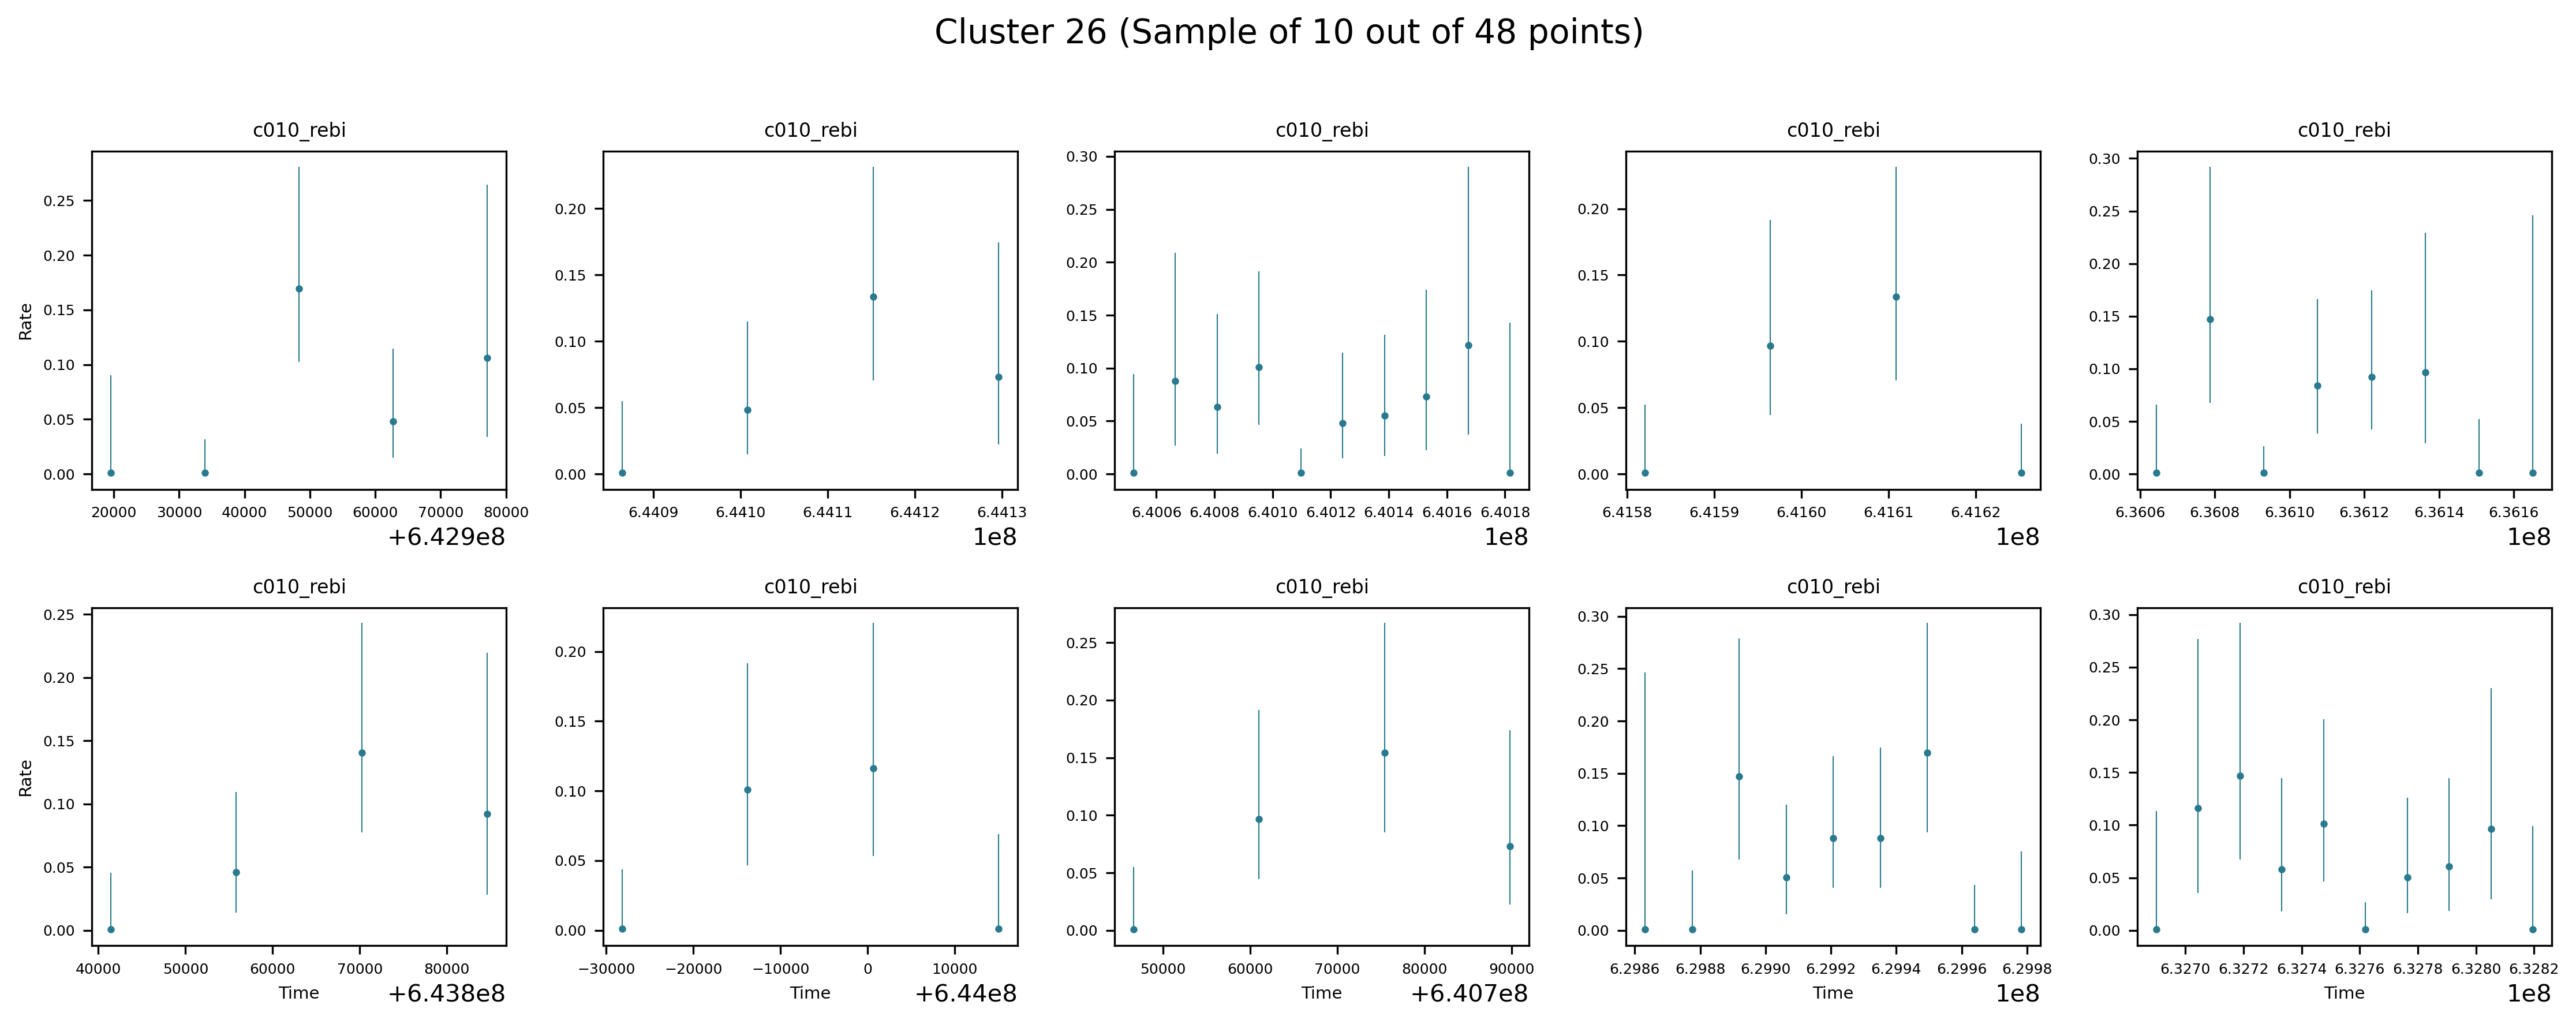 Cluster 26 (Sample of 10 out of 48 points)
c010_rebi c010_rebi c010_rebi c010_rebi c010_rebi
Rate
0.25
0.20
0.15
0.10
0.05
0.00
20000 30000 40000 50000 60000 70000 80000
+6.429e8
0.20
0.15
0.10
0.05
0.00
6.4409 6.4410 6.4411 6.4412 6.4413
1e8
0.30
0.25
0.20
0.15
0.10
0.05
0.00
6.4006 6.4008 6.4010 6.4012 6.4014 6.4016 6.4018
1e8
0.20
0.15
0.10
0.05
0.00
6.4158 6.4159 6.4160 6.4161 6.4162
1e8
0.30
0.25
0.20
0.15
0.10
0.05
0.00
6.3606 6.3608 6.3610 6.3612 6.3614 6.3616
1e8
c010_rebi c010_rebi c010_rebi c010_rebi c010_rebi
Rate
0.25
0.20
0.15
0.10
0.05
0.00
40000 50000 60000 70000 80000
Time +6.438e8
0.20
0.15
0.10
0.05
0.00
−30000 −20000 −10000 0 10000
Time +6.44e8
0.25
0.20
0.15
0.10
0.05
0.00
50000 60000 70000 80000 90000
Time +6.407e8
0.30
0.25
0.20
0.15
0.10
0.05
0.00
6.2986 6.2988 6.2990 6.2992 6.2994 6.2996 6.2998
Time 1e8
0.30
0.25
0.20
0.15
0.10
0.05
0.00
6.3270 6.3272 6.3274 6.3276 6.3278 6.3280 6.3282
Time 1e8